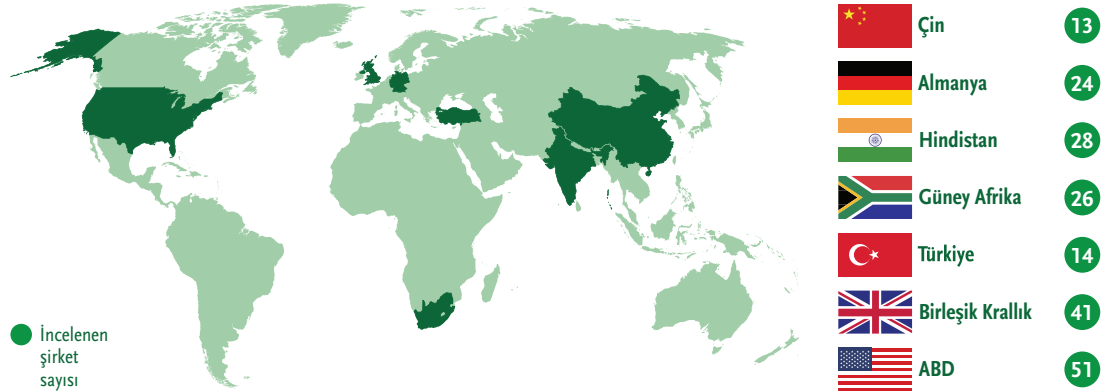 Çin 13
Almanya 24
Hindistan 28
Güney Afrika 26
Türkiye 14
Birleşik Krallık 41
ABD 51
İncelenen
şirket
sayısı